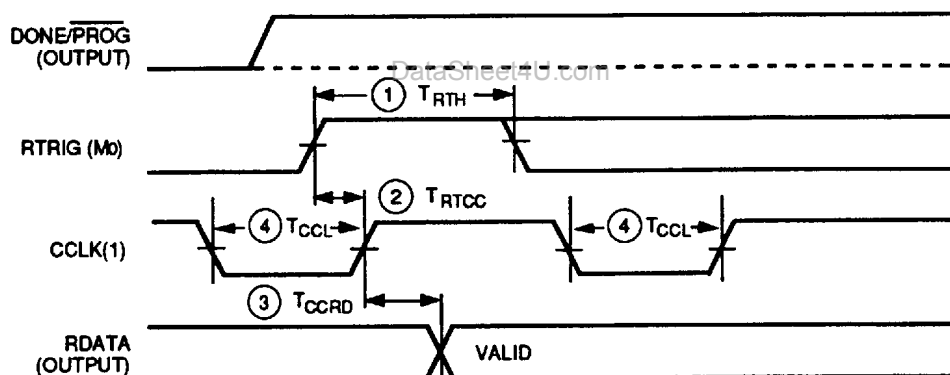 DONE/PROG
(OUTPUT)
DataSheet4U.com
1 TRTH
RTRIG (M0)
2 TRTCC
4 TCCL
4 TCCL
CCLK(1)
3 TCCRD
RDATA
(OUTPUT)
VALID